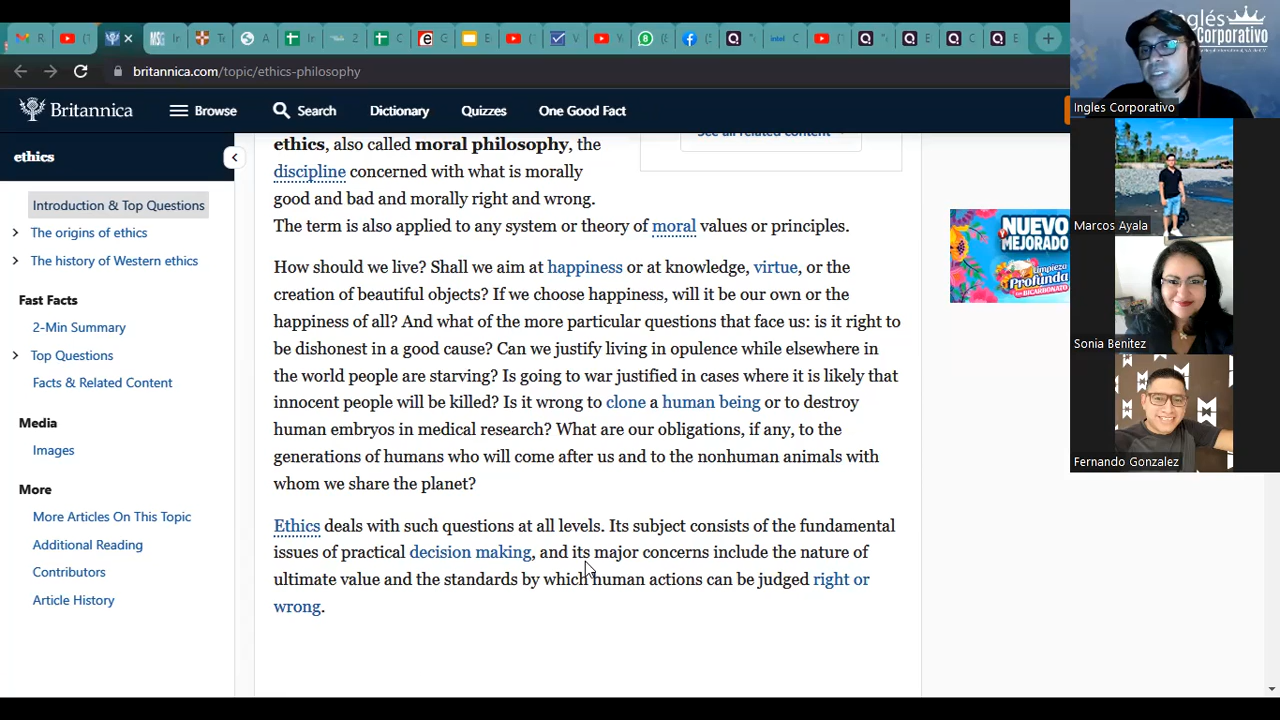 britannica.com/topic/ethics-philosophy
Britannica Browse Search Dictionary Quizzes One Good Fact
ethics
Introduction & Top Questions
The origins of ethics
The history of Western ethics
Fast Facts
2-Min Summary
Top Questions
Facts & Related Content
Media
Images
More
More Articles On This Topic
Additional Reading
Contributors
Article History
See all related content
ethics, also called moral philosophy, the
discipline concerned with what is morally
good and bad and morally right and wrong.
The term is also applied to any system or theory of moral values or principles.
How should we live? Shall we aim at happiness or at knowledge, virtue, or the
creation of beautiful objects? If we choose happiness, will it be our own or the
happiness of all? And what of the more particular questions that face us: is it right to
be dishonest in a good cause? Can we justify living in opulence while elsewhere in
the world people are starving? Is going to war justified in cases where it is likely that
innocent people will be killed? Is it wrong to clone a human being or to destroy
human embryos in medical research? What are our obligations, if any, to the
generations of humans who will come after us and to the nonhuman animals with
whom we share the planet?
Ethics deals with such questions at all levels. Its subject consists of the fundamental
issues of practical decision making, and its major concerns include the nature of
ultimate value and the standards by which human actions can be judged right or
wrong.
NUEVO
Y MEJORADO
Limpieza
Profunda
BICARBONATO
Inglés
Corporativo
Ingles Corporativo
Marcos Ayala
Sonia Benitez
Fernando Gonzalez